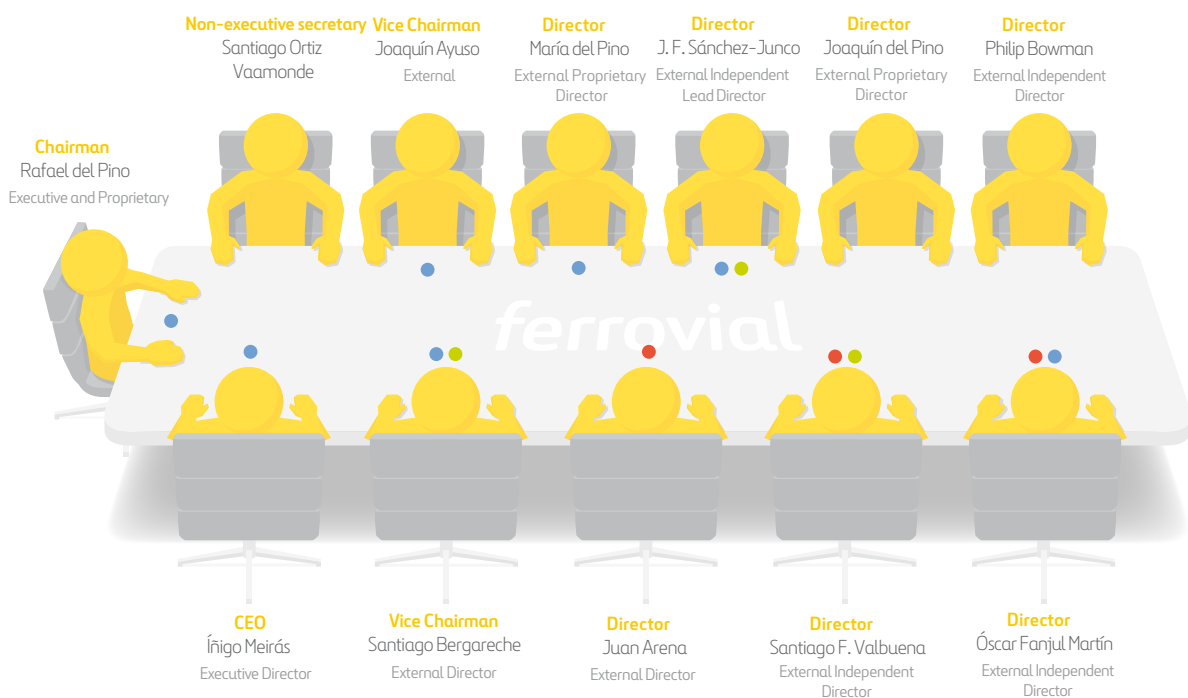 Non-executive secretary
Santiago Ortiz
Vaamonde
Vice Chairman
Joaquín Ayuso
External
Director
María del Pino
External Proprietary
Director
Director
J. F. Sánchez-Junco
External Independent
Lead Director
Director
Joaquín del Pino
External Proprietary
Director
Director
Philip Bowman
External Independent
Director
Chairman
Rafael del Pino
Executive and Proprietary
ferrovial
CEO
Íñigo Meirás
Executive Director
Vice Chairman
Santiago Bergareche
External Director
Director
Juan Arena
External Director
Director
Santiago F. Valbuena
External Independent
Director
Director
Óscar Fanjul Martín
External Independent
Director